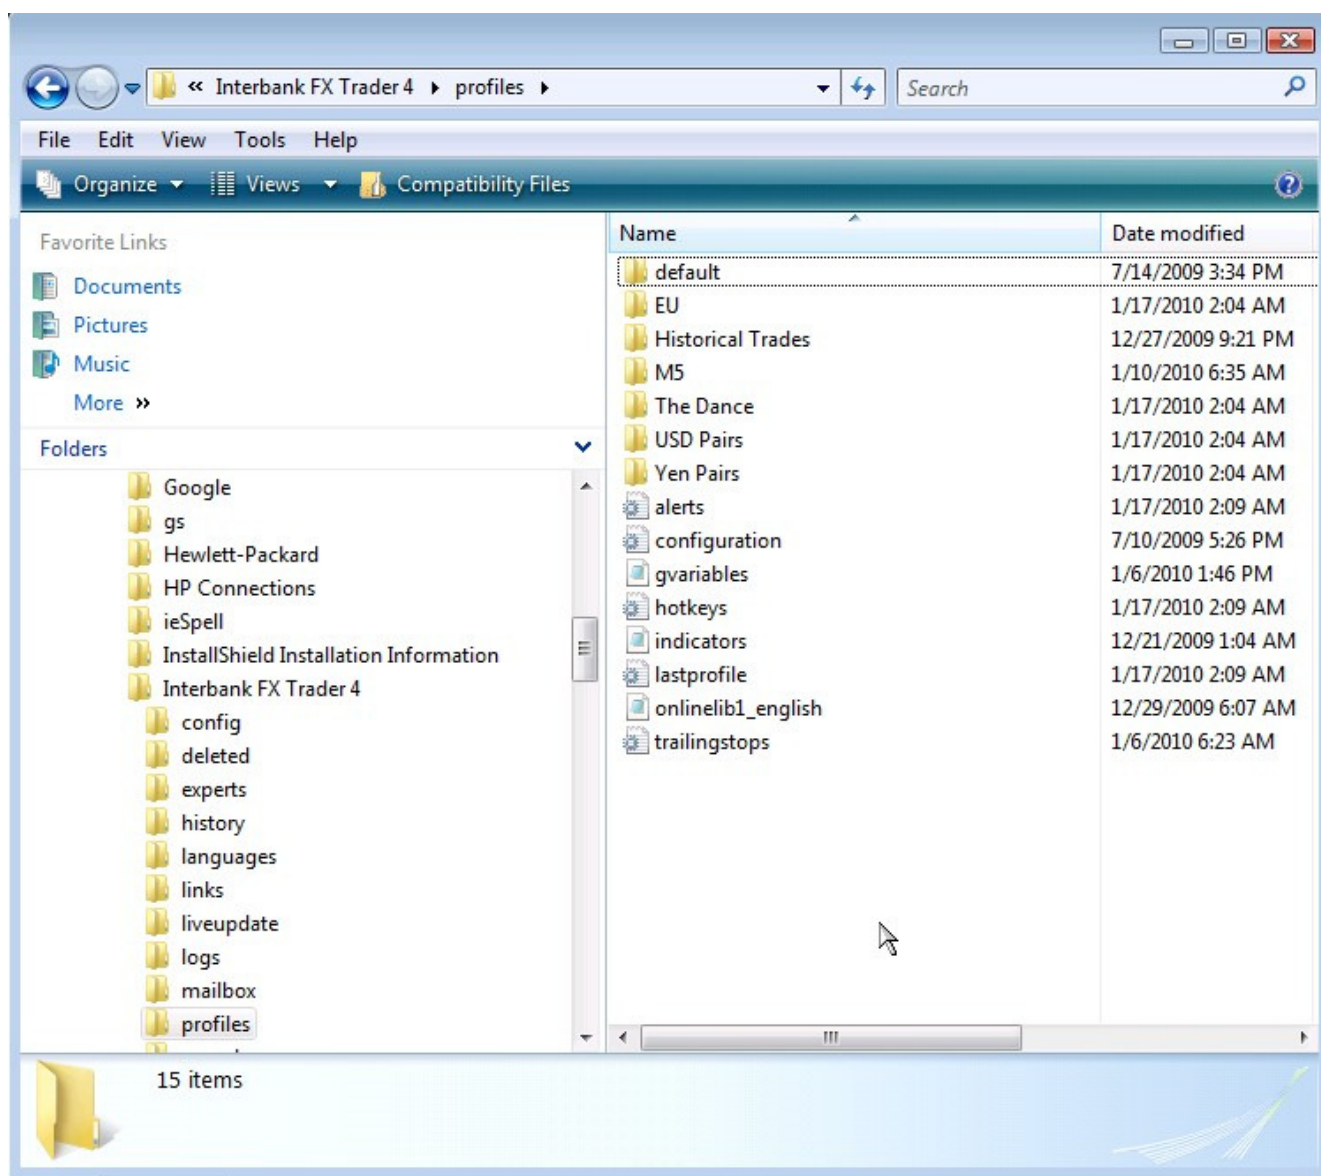 « Interbank FX Trader 4 ▸ profiles ▸
Search
File Edit View Tools Help
Organize Views Compatibility Files
Favorite Links
Documents
Pictures
Music
More »
Folders
Google
gs
Hewlett-Packard
HP Connections
ieSpell
InstallShield Installation Information
Interbank FX Trader 4
config
deleted
experts
history
languages
links
liveupdate
logs
mailbox
profiles
Name Date modified
default 7/14/2009 3:34 PM
EU 1/17/2010 2:04 AM
Historical Trades 12/27/2009 9:21 PM
M5 1/10/2010 6:35 AM
The Dance 1/17/2010 2:04 AM
USD Pairs 1/17/2010 2:04 AM
Yen Pairs 1/17/2010 2:04 AM
alerts 1/17/2010 2:09 AM
configuration 7/10/2009 5:26 PM
gvariables 1/6/2010 1:46 PM
hotkeys 1/17/2010 2:09 AM
indicators 12/21/2009 1:04 AM
lastprofile 1/17/2010 2:09 AM
onlinelib1_english 12/29/2009 6:07 AM
trailingstops 1/6/2010 6:23 AM
15 items